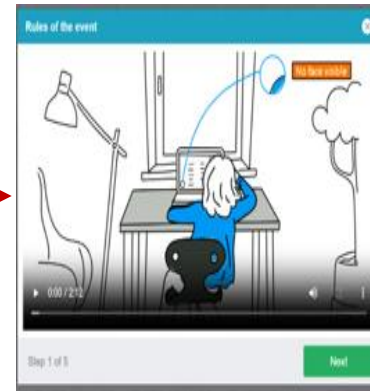 Rules of the event
No face visible
0:00 / 2:12
Step 1 of 5
Next